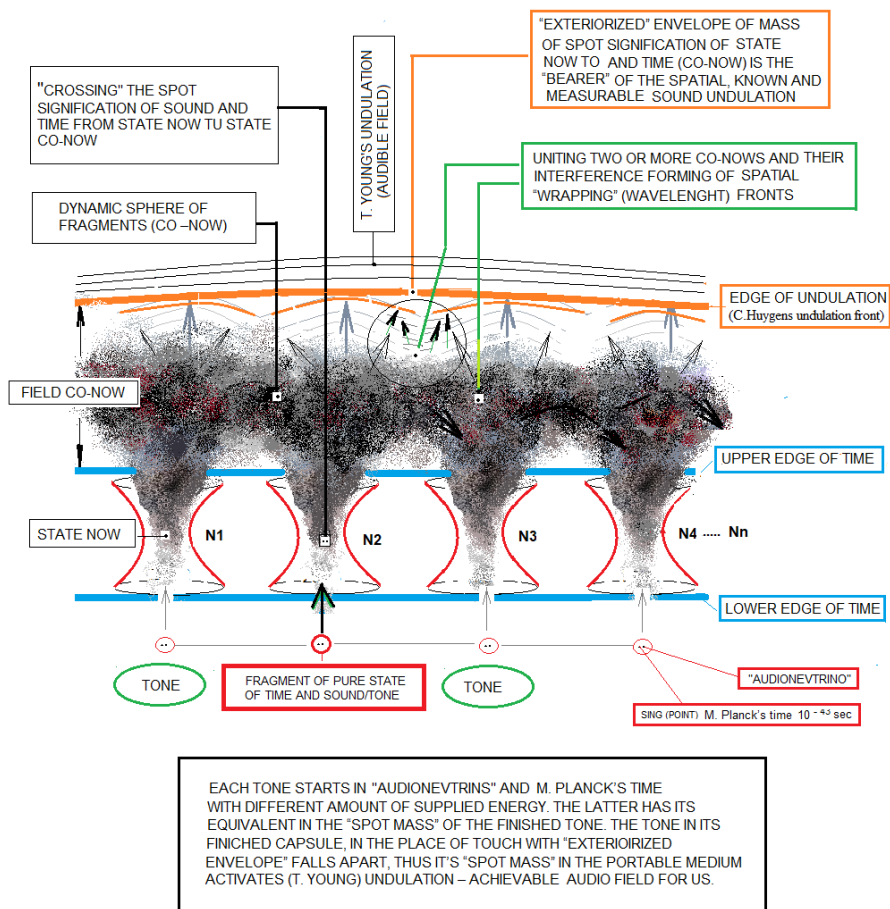 "EXTERIORIZED" ENVELOPE OF MASS
OF SPOT SIGNIFICATION OF STATE
NOW TO AND TIME (CO-NOW) IS THE
"BEARER" OF THE SPATIAL, KNOWN AND
MEASURABLE SOUND UNDULATION
"CROSSING" THE SPOT
SIGNIFICATION OF SOUND AND
TIME FROM STATE NOW TU STATE
CO-NOW
T. YOUNG'S UNDULATION
(AUDIBLE FIELD)
UNITING TWO OR MORE CO-NOWS AND THEIR
INTERFERENCE FORMING OF SPATIAL
"WRAPPING" (WAVELENGHT) FRONTS
DYNAMIC SPHERE OF
FRAGMENTS (CO –NOW)
EDGE OF UNDULATION
(C.Huygens undulation front)
FIELD CO-NOW
UPPER EDGE OF TIME
STATE NOW
N1
N2
N3
N4 ..... Nn
LOWER EDGE OF TIME
TONE
FRAGMENT OF PURE STATE
OF TIME AND SOUND/TONE
TONE
"AUDIONEVTRINO"
SING (POINT) M. Planck's time 10 - 43 sec
EACH TONE STARTS IN "AUDIONEVTRINS" AND M. PLANCK'S TIME
WITH DIFFERENT AMOUNT OF SUPPLIED ENERGY. THE LATTER HAS ITS
EQUIVALENT IN THE "SPOT MASS" OF THE FINISHED TONE. THE TONE IN ITS
FINICHED CAPSULE, IN THE PLACE OF TOUCH WITH "EXTERIOIRIZED
ENVELOPE" FALLS APART, THUS IT'S "SPOT MASS" IN THE PORTABLE MEDIUM
ACTIVATES (T. YOUNG) UNDULATION – ACHIEVABLE AUDIO FIELD FOR US.